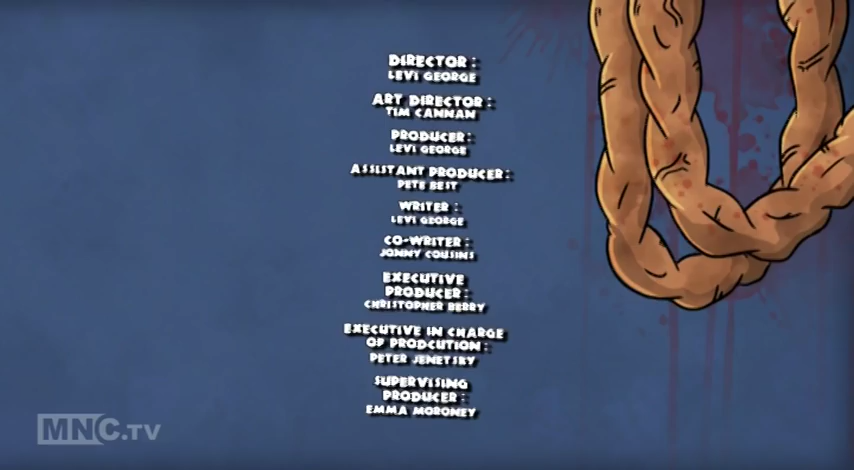 DIRECTOR :
LEVI GEORGE
ART DIRECTOR :
TIM CANNAN
PRODUCER :
LEVI GEORGE
ASSISTANT PRODUCER :
PETE BEST
WRITER :
LEVI GEORGE
CO-WRITER :
JONNY COUSINS
EXECUTIVE
PRODUCER :
CHRISTOPHER BERRY
EXECUTIVE IN CHARGE
OF PRODCUTION :
PETER JENETSKY
SUPERVISING
PRODUCER :
EMMA MORONEY
MNC.TV